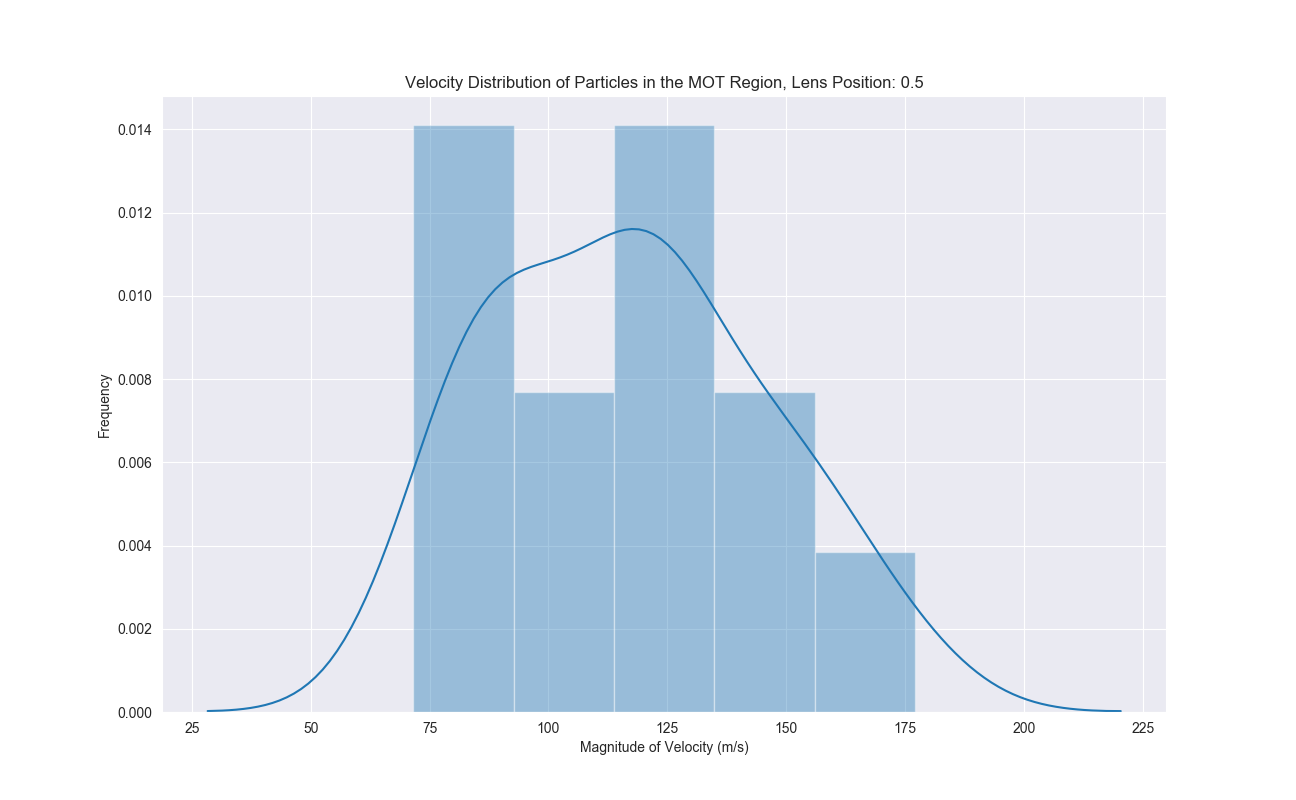 Velocity Distribution of Particles in the MOT Region, Lens Position: 0.5
0.014
0.012
0.010
0.008
0.006
0.004
0.002
0.000
Frequency
25 50 75 100 125 150 175 200 225
Magnitude of Velocity (m/s)